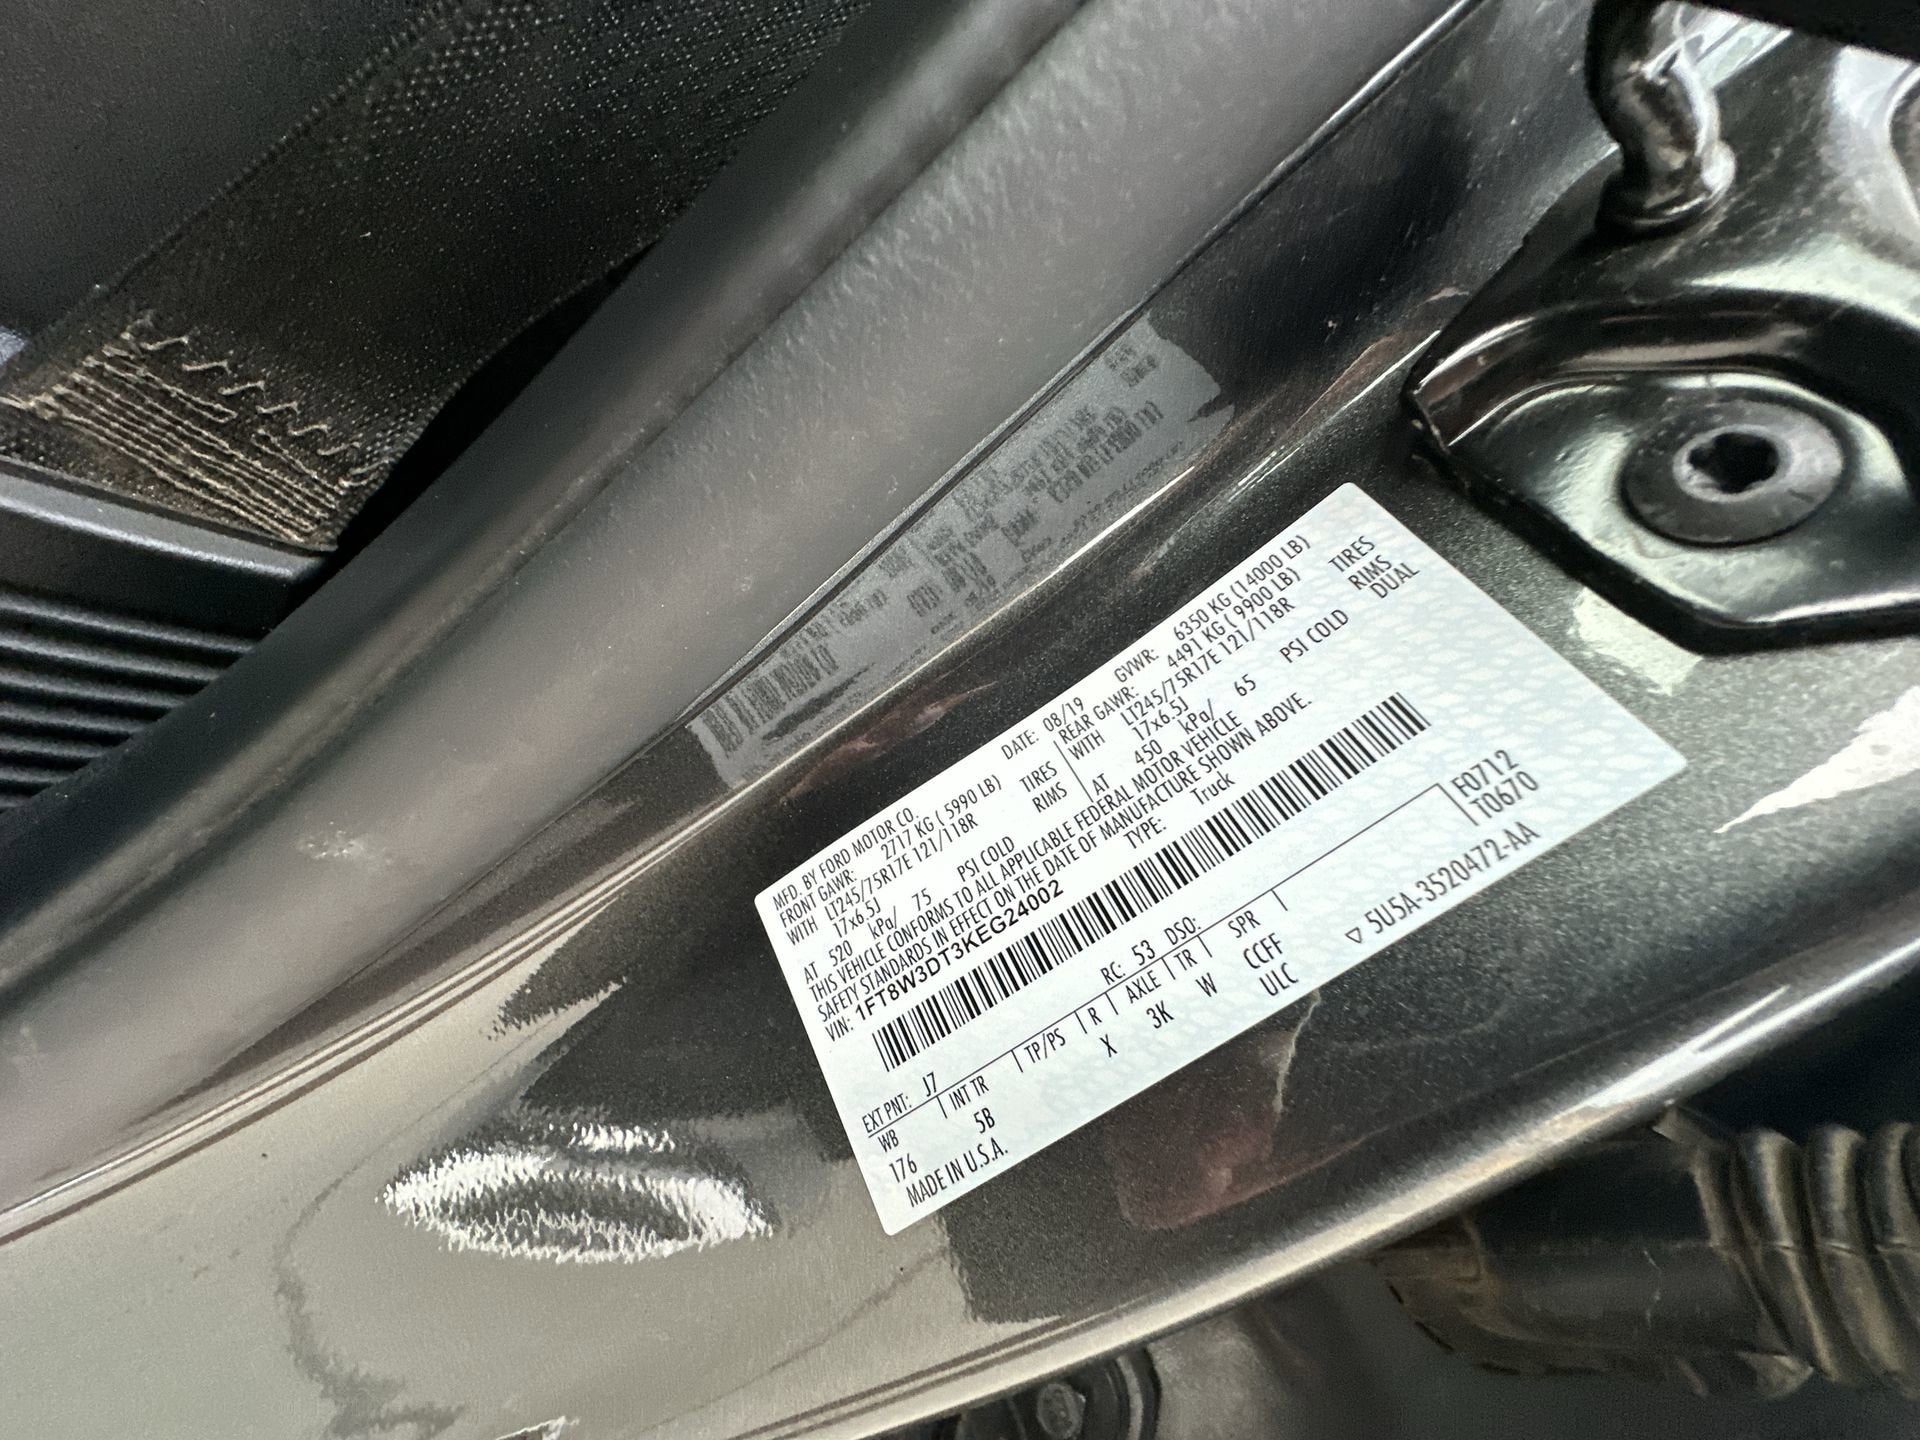 MFD. BY FORD MOTOR CO.
DATE: 08/19
GVWR: 6350 KG (14000 LB)
FRONT GAWR: 2717 KG ( 5990 LB)
REAR GAWR: 4491 KG ( 9900 LB)
WITH LT245/75R17E 121/118R TIRES
WITH LT245/75R17E 121/118R TIRES
17x6.5J RIMS
17x6.5J RIMS
AT 520 kPa/ 75 PSI COLD
AT 450 kPa/ 65 PSI COLD DUAL
THIS VEHICLE CONFORMS TO ALL APPLICABLE FEDERAL MOTOR VEHICLE
SAFETY STANDARDS IN EFFECT ON THE DATE OF MANUFACTURE SHOWN ABOVE.
VIN: 1FT8W3DT3KEG24002
TYPE: Truck
EXT PNT: J7 RC: 53 DSO: F0712
WB INT TR TP/PS R AXLE TR SPR T0670
176 5B X 3K W CCFF
ULC
MADE IN U.S.A. ▽ 5U5A-3520472-AA